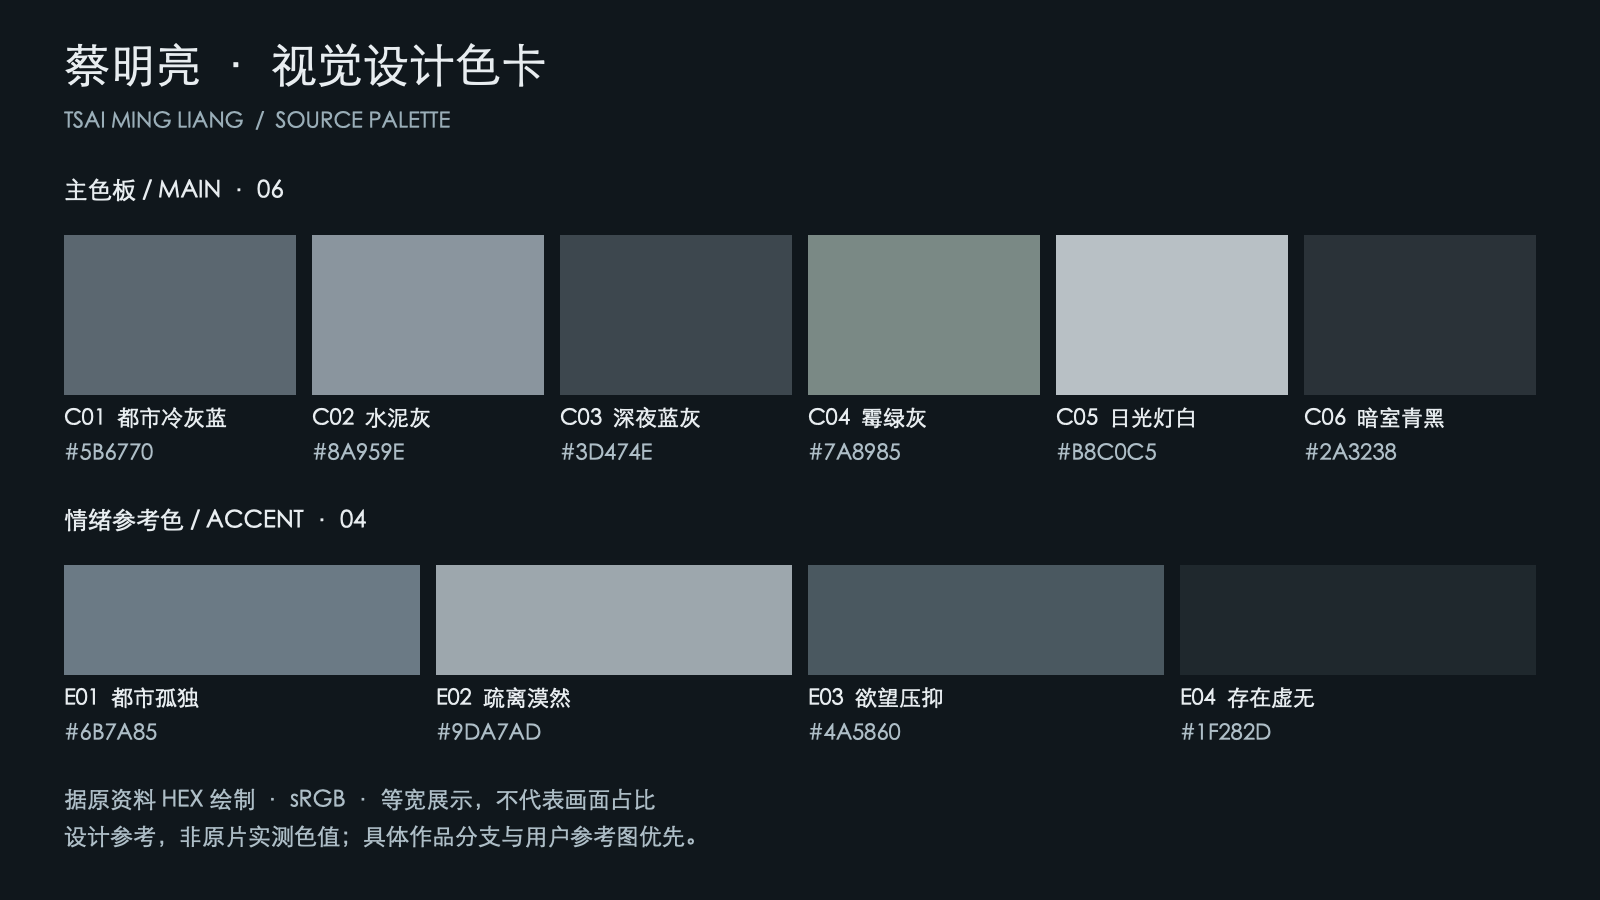 蔡明亮 · 视觉设计色卡
TSAI MING LIANG / SOURCE PALETTE
主色板 / MAIN · 06
C01 都市冷灰蓝
#5B6770
C02 水泥灰
#8A959E
C03 深夜蓝灰
#3D474E
C04 霉绿灰
#7A8985
C05 日光灯白
#B8C0C5
C06 暗室青黑
#2A3238
情绪参考色 / ACCENT · 04
E01 都市孤独
#6B7A85
E02 疏离漠然
#9DA7AD
E03 欲望压抑
#4A5860
E04 存在虚无
#1F282D
据原资料 HEX 绘制 · sRGB · 等宽展示，不代表画面占比
设计参考，非原片实测色值；具体作品分支与用户参考图优先。